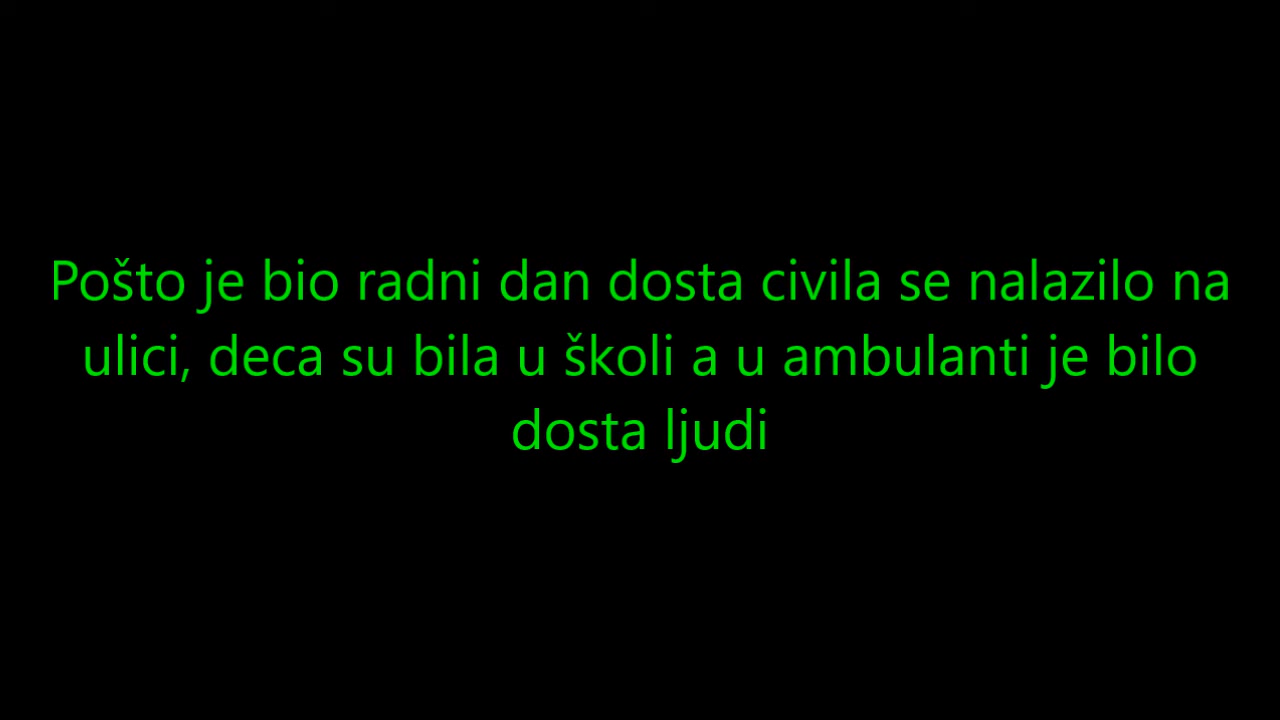 Pošto je bio radni dan dosta civila se nalazilo na
ulici, deca su bila u školi a u ambulanti je bilo
dosta ljudi